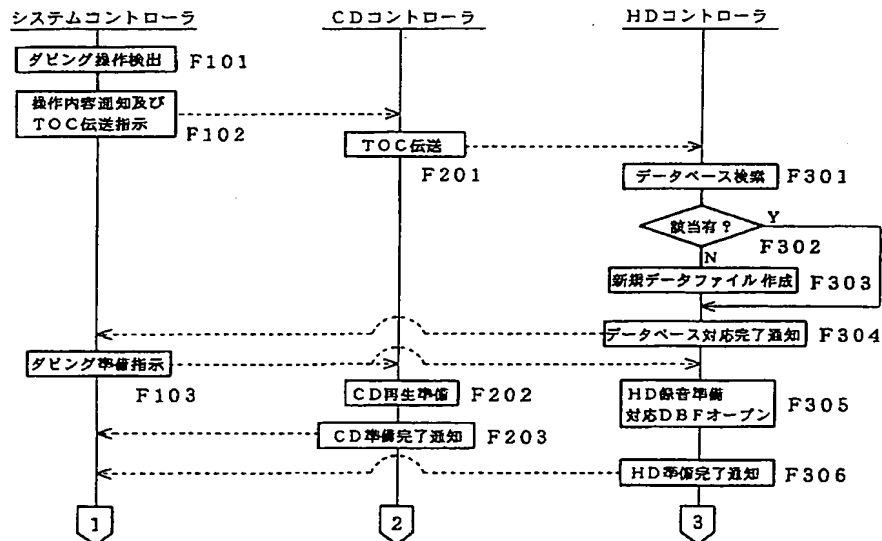 システムコントローラ
CDコントローラ
HDコントローラ
ダビング操作検出
F101
操作内容通知及び
TOC伝送指示
F102
TOC伝送
F201
データベース検索
F301
該当有?
Y
F302
N
新規データファイル作成
F303
データベース対応完了通知
F304
ダビング準備指示
F103
CD再生準備
F202
HD録音準備
対応DBFオープン
F305
CD準備完了通知
F203
HD準備完了通知
F306
1
2
3